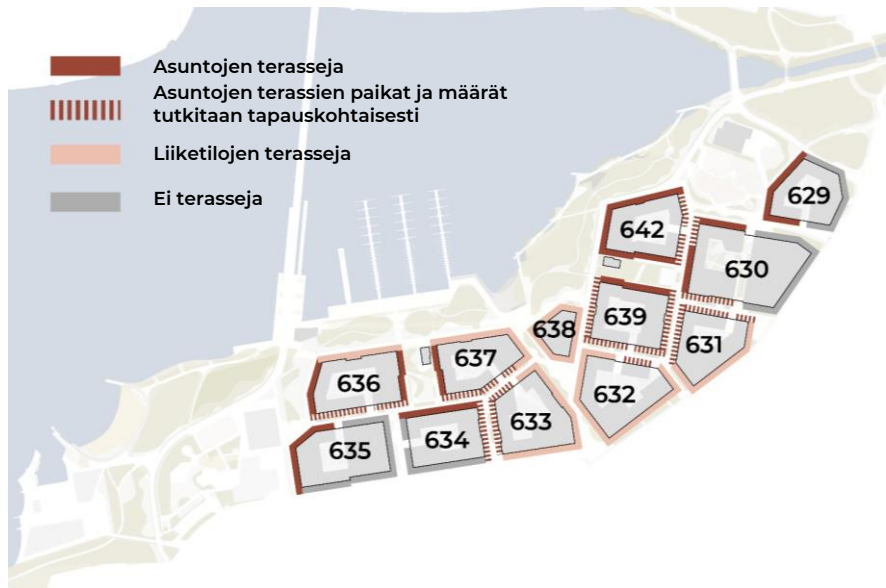 Asuntojen terasseja
Asuntojen terassien paikat ja määrät
tutkitaan tapauskohtaisesti
Liiketilojen terasseja
Ei terasseja
629
642
630
638
639
631
637
636
632
633
634
635